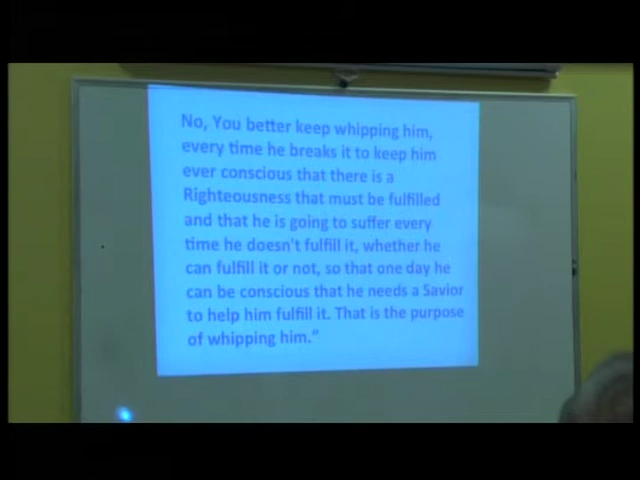 No, You better keep whipping him,
every time he breaks it to keep him
ever conscious that there is a
Righteousness that must be fulfilled
and that he is going to suffer every
time he doesn't fulfill it, whether he
can fulfill it or not, so that one day he
can be conscious that he needs a Savior
to help him fulfill it. That is the purpose
of whipping him.”